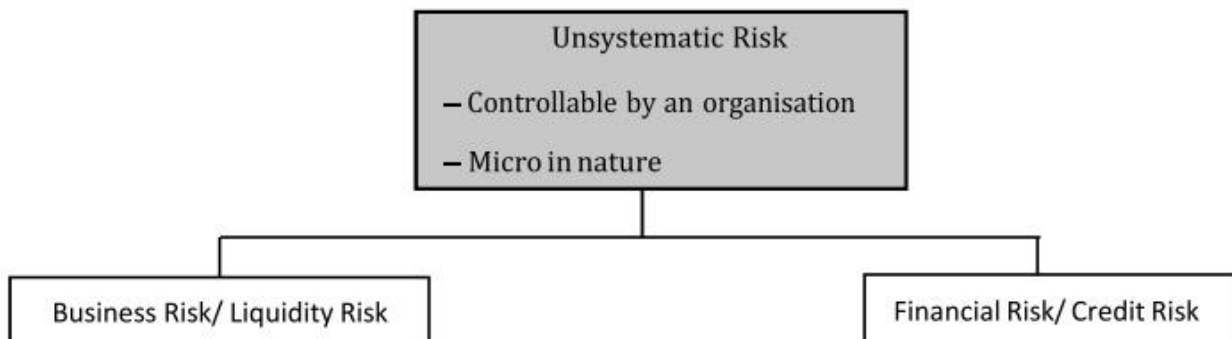 Unsystematic Risk
– Controllable by an organisation
– Micro in nature
Business Risk/ Liquidity Risk
Financial Risk/ Credit Risk